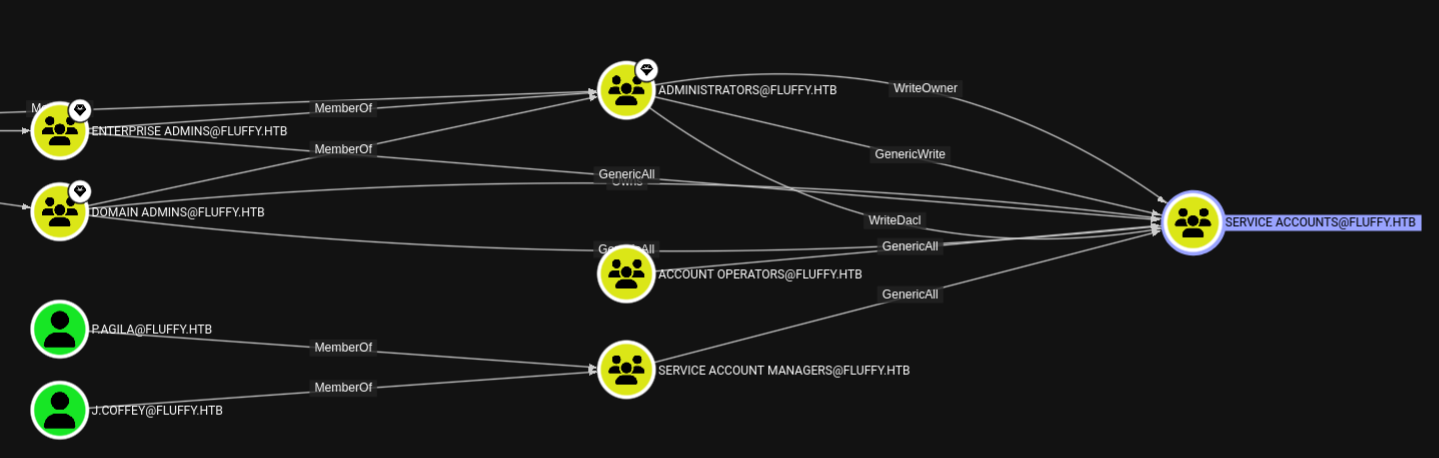 WriteOwner
ADMINISTRATORS@FLUFFY.HTB
MemberOf
ENTERPRISE ADMINS@FLUFFY.HTB
MemberOf
GenericWrite
GenericAll
Owns
DOMAIN ADMINS@FLUFFY.HTB
WriteDacl
SERVICE ACCOUNTS@FLUFFY.HTB
GenericAll
GenericAll
ACCOUNT OPERATORS@FLUFFY.HTB
GenericAll
P.AGILA@FLUFFY.HTB
MemberOf
SERVICE ACCOUNT MANAGERS@FLUFFY.HTB
MemberOf
J.COFFEY@FLUFFY.HTB